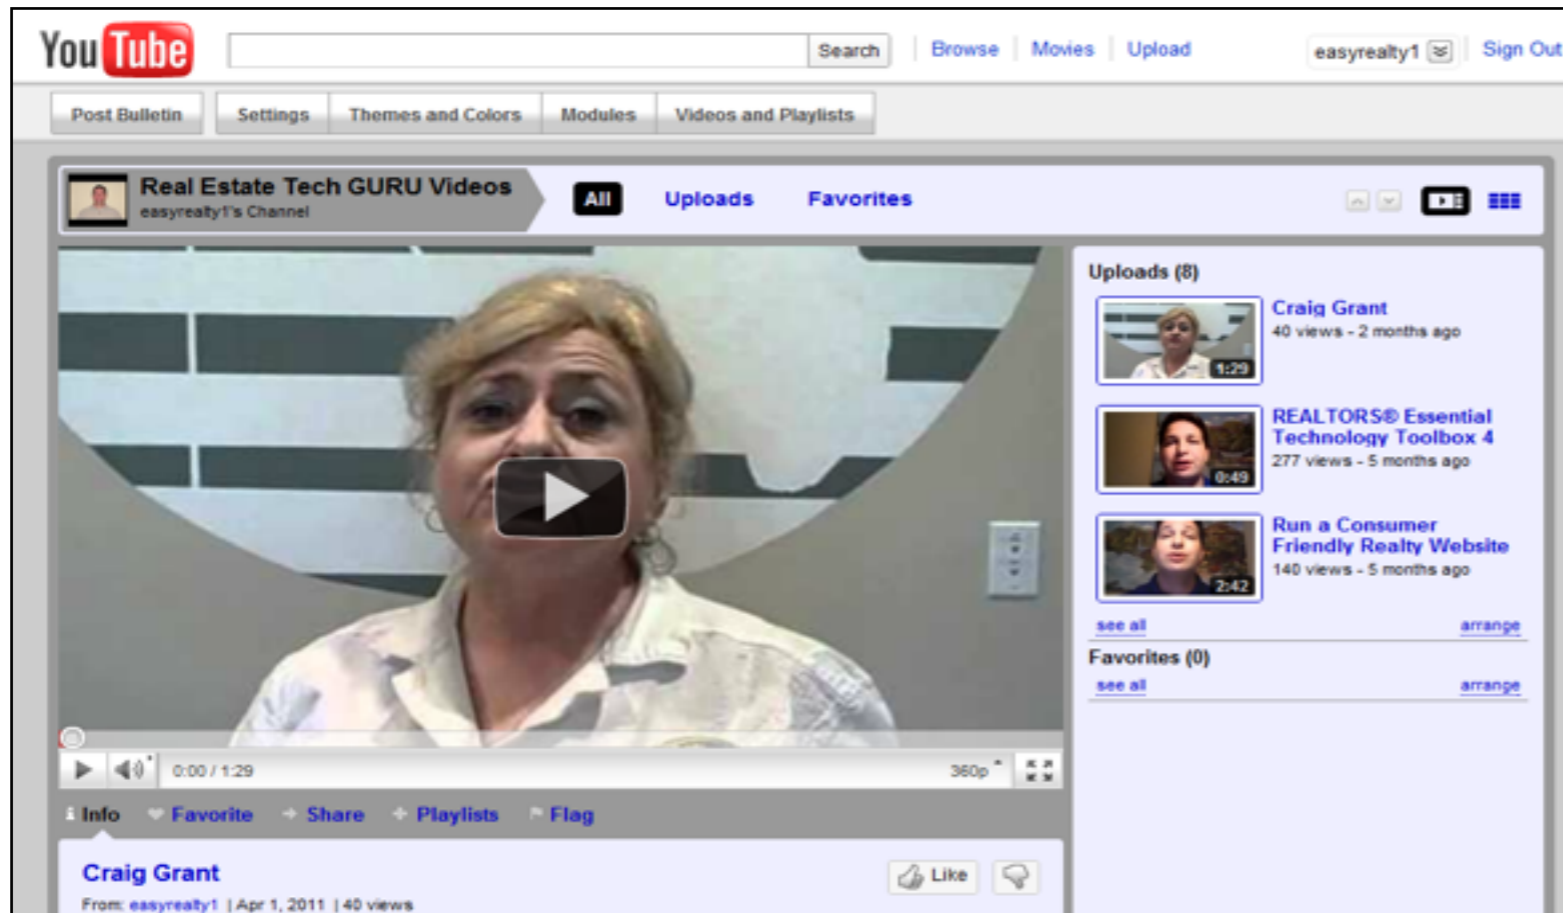 YouTube
Search
Browse
Movies
Upload
easyrealty1
Sign Out
Post Bulletin
Settings
Themes and Colors
Modules
Videos and Playlists
Real Estate Tech GURU Videos
easyrealty1's Channel
All
Uploads
Favorites
Uploads (8)
Craig Grant
40 views - 2 months ago
1:29
REALTORS® Essential
Technology Toolbox 4
277 views - 5 months ago
0:49
Run a Consumer
Friendly Realty Website
140 views - 5 months ago
2:42
see all
arrange
Favorites (0)
see all
arrange
0:00 / 1:29
360p
Info
Favorite
Share
Playlists
Flag
Craig Grant
Like
From: easyrealty1 | Apr 1, 2011 | 40 views